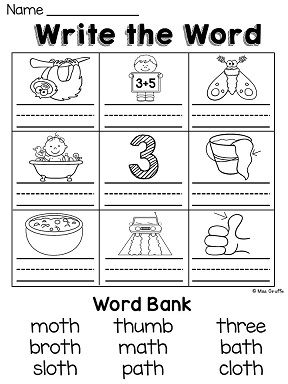 Name
Write the Word
3+5
3
© Miss Giraffe
Word Bank
moth thumb three
broth math bath
sloth path cloth